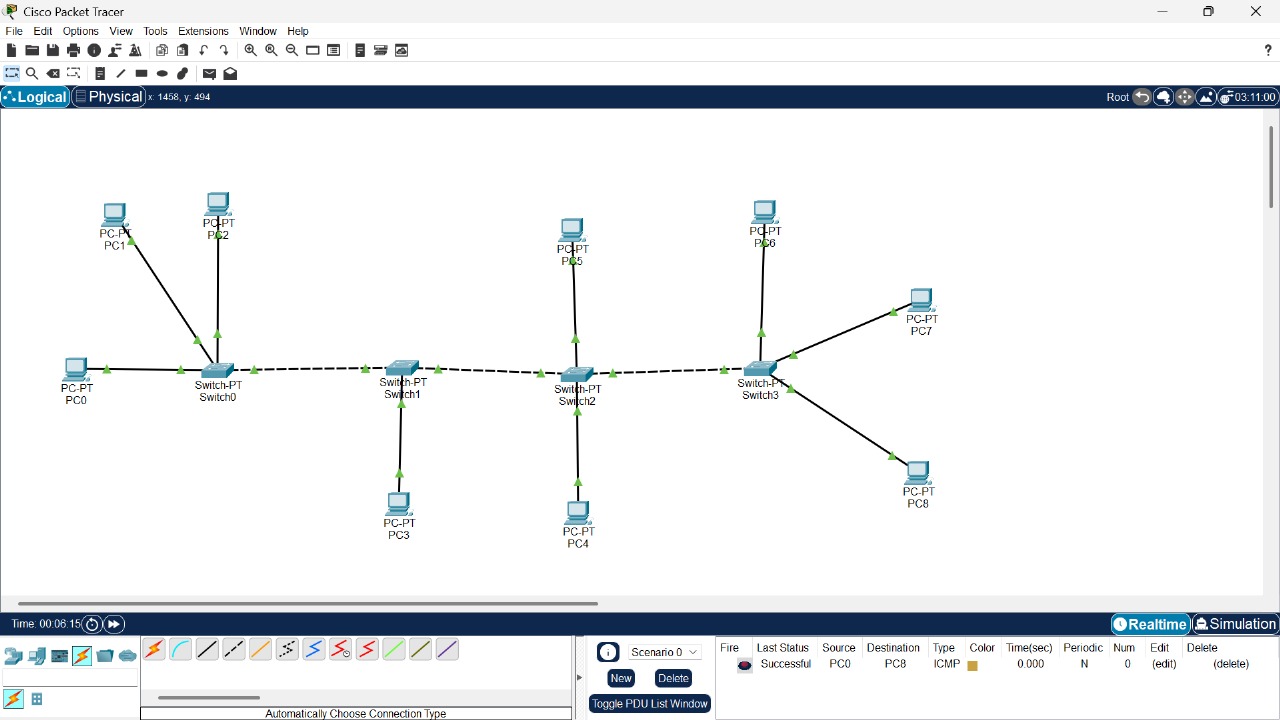 Cisco Packet Tracer
File Edit Options View Tools Extensions Window Help
?
Logical Physical x: 1458, y: 494 Root 03:11:00
PC-PT
PC1
PC-PT
PC2
PC-PT
PC5
PC-PT
PC6
PC-PT
PC7
PC-PT
PC0
Switch-PT
Switch0
Switch-PT
Switch1
Switch-PT
Switch2
Switch-PT
Switch3
PC-PT
PC3
PC-PT
PC4
PC-PT
PC8
Time: 00:06:15 Realtime Simulation
Scenario 0
New Delete
Toggle PDU List Window
Fire Last Status Source Destination Type Color Time(sec) Periodic Num Edit Delete
Successful PC0 PC8 ICMP 0.000 N 0 (edit) (delete)
Automatically Choose Connection Type